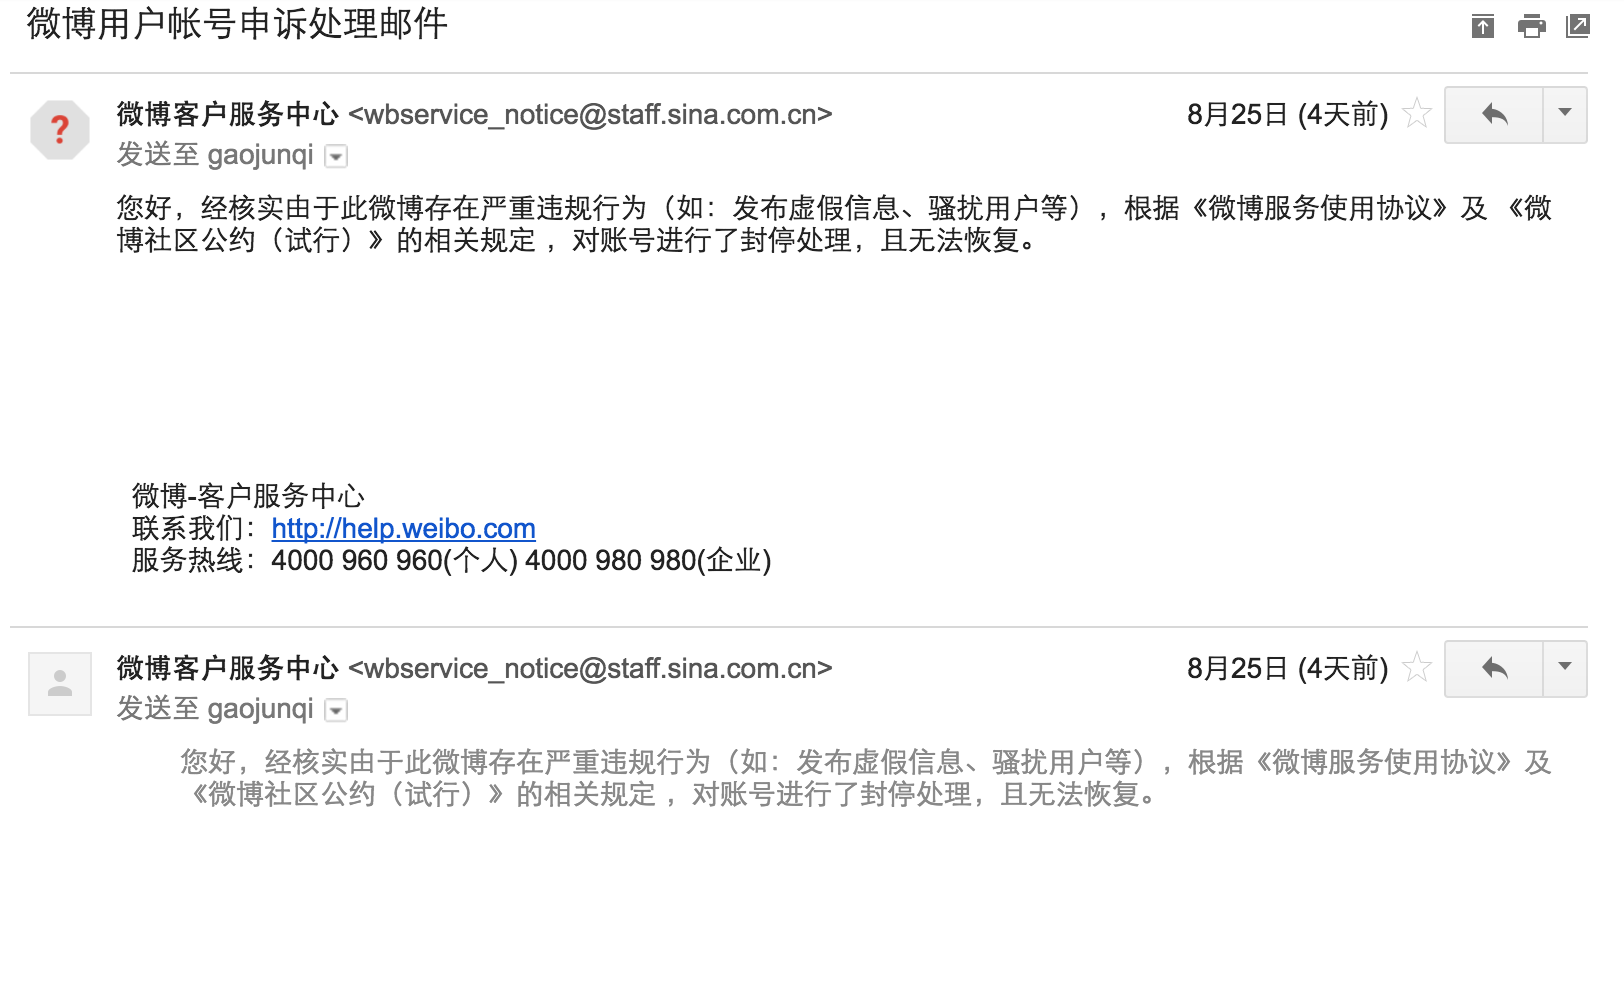 微博用户帐号申诉处理邮件
微博客户服务中心 <wbservice_notice@staff.sina.com.cn>
8月25日 (4天前)
发送至 gaojunqi
您好，经核实由于此微博存在严重违规行为（如：发布虚假信息、骚扰用户等），根据《微博服务使用协议》及 《微
博社区公约（试行）》的相关规定 ，对账号进行了封停处理，且无法恢复。
微博-客户服务中心
联系我们：http://help.weibo.com
服务热线：4000 960 960(个人) 4000 980 980(企业)
微博客户服务中心 <wbservice_notice@staff.sina.com.cn>
8月25日 (4天前)
发送至 gaojunqi
您好，经核实由于此微博存在严重违规行为（如：发布虚假信息、骚扰用户等），根据《微博服务使用协议》及
《微博社区公约（试行）》的相关规定 ，对账号进行了封停处理，且无法恢复。